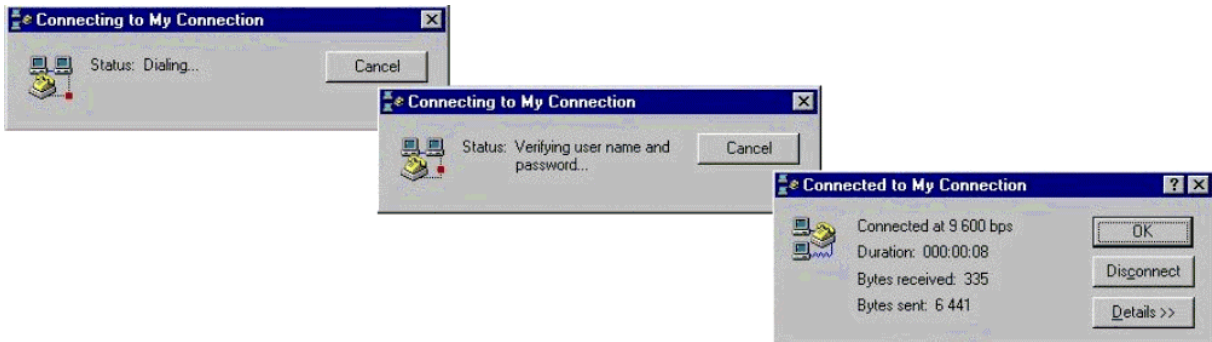 Connecting to My Connection
Status: Dialing...
Cancel
Connecting to My Connection
Status: Verifying user name and
password...
Cancel
Connected to My Connection
Connected at 9 600 bps
Duration: 000:00:08
Bytes received: 335
Bytes sent: 6 441
OK
Disconnect
Details >>